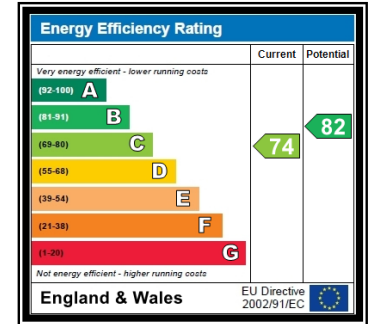 Energy Efficiency Rating
Current Potential
Very energy efficient - lower running costs
(92-100) A
(81-91) B
(69-80) C
(55-68) D
(39-54) E
(21-38) F
(1-20) G
74
82
Not energy efficient - higher running costs
England & Wales
EU Directive
2002/91/EC